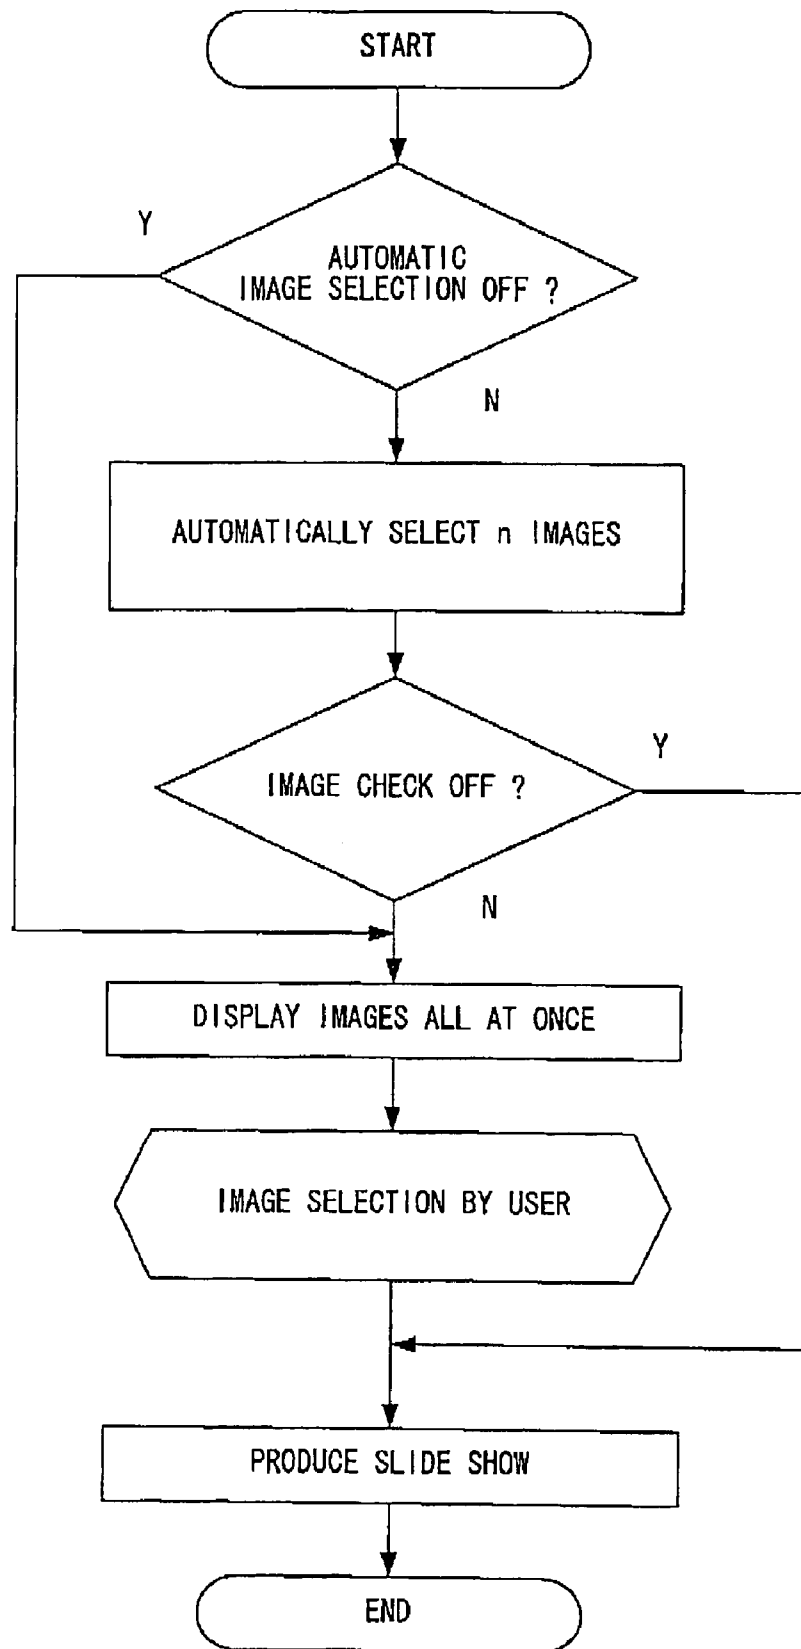 START
Y
AUTOMATIC
IMAGE SELECTION OFF ?
N
AUTOMATICALLY SELECT n IMAGES
Y
IMAGE CHECK OFF ?
N
DISPLAY IMAGES ALL AT ONCE
IMAGE SELECTION BY USER
PRODUCE SLIDE SHOW
END